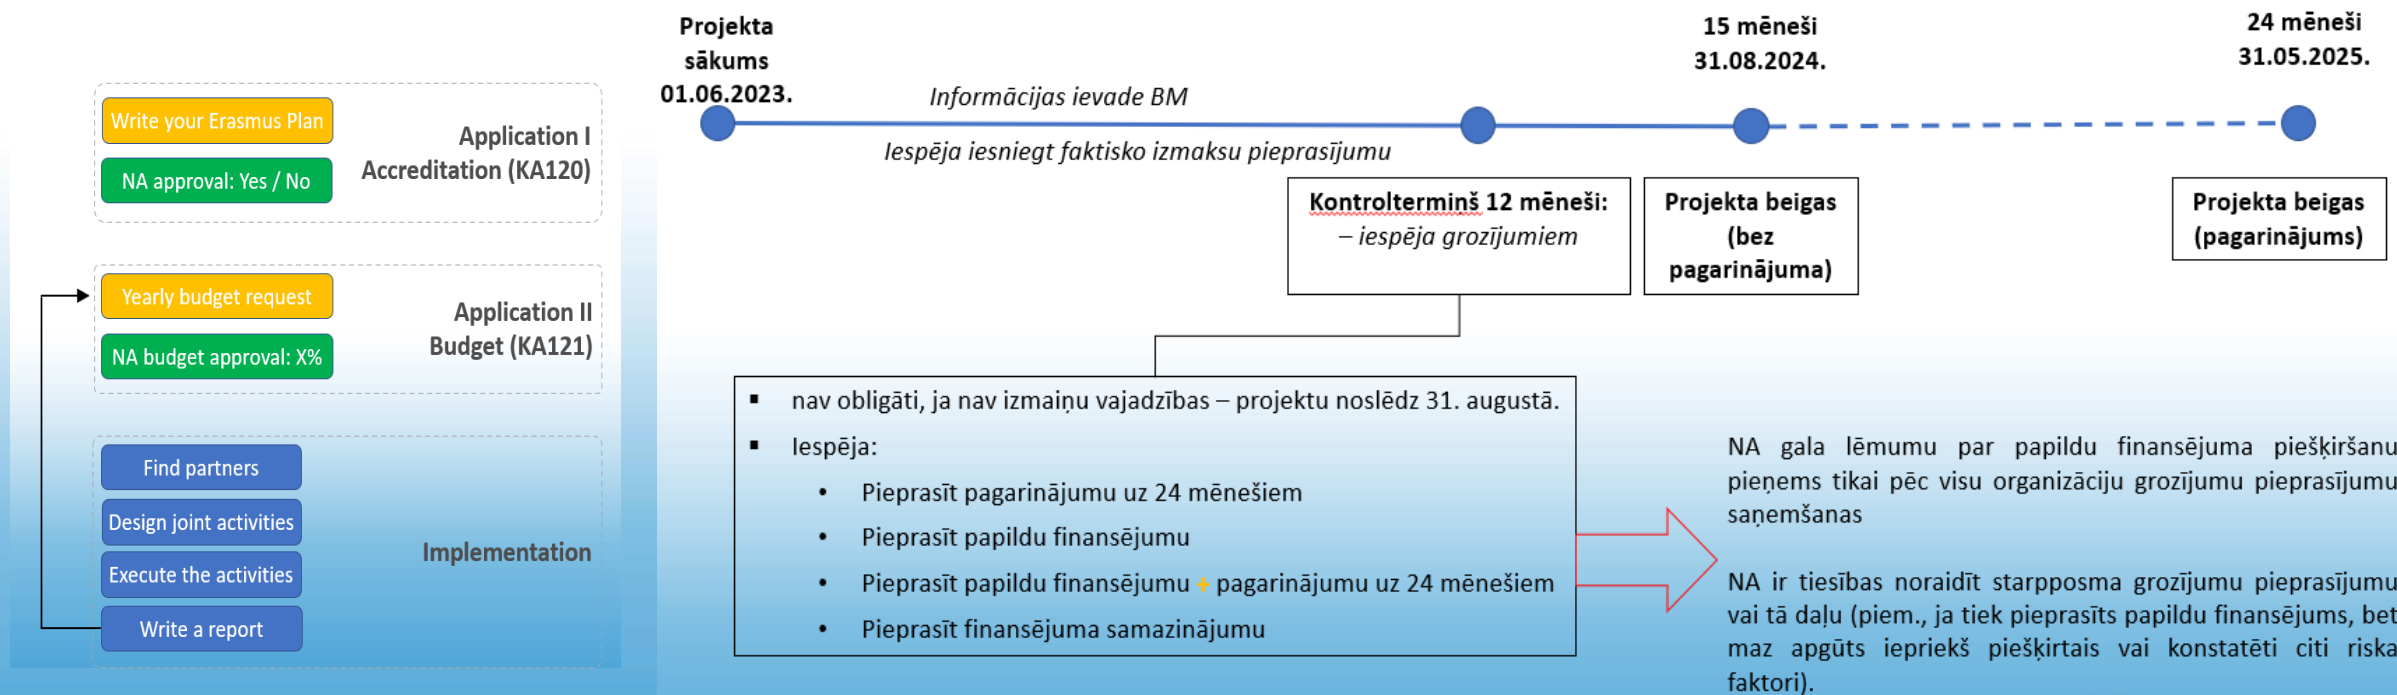 Write your Erasmus Plan
NA approval: Yes / No
Application I
Accreditation (KA120)
Yearly budget request
NA budget approval: X%
Application II
Budget (KA121)
Find partners
Design joint activities
Execute the activities
Write a report
Implementation
Projekta
sākums
01.06.2023.
15 mēneši
31.08.2024.
24 mēneši
31.05.2025.
Informācijas ievade BM
Iespēja iesniegt faktisko izmaksu pieprasījumu
Kontroltermiņš 12 mēneši:
– iespēja grozījumiem
Projekta beigas
(bez
pagarinājuma)
Projekta beigas
(pagarinājums)
▪ nav obligāti, ja nav izmaiņu vajadzības – projektu noslēdz 31. augustā.
▪ Iespēja:
• Pieprasīt pagarinājumu uz 24 mēnešiem
• Pieprasīt papildu finansējumu
• Pieprasīt papildu finansējumu + pagarinājumu uz 24 mēnešiem
• Pieprasīt finansējuma samazinājumu
NA gala lēmumu par papildu finansējuma piešķiršanu
pieņems tikai pēc visu organizāciju grozījumu pieprasījumu
saņemšanas
NA ir tiesības noraidīt starpposma grozījumu pieprasījumu
vai tā daļu (piem., ja tiek pieprasīts papildu finansējums, bet
maz apgūts iepriekš piešķirtais vai konstatēti citi riska
faktori).